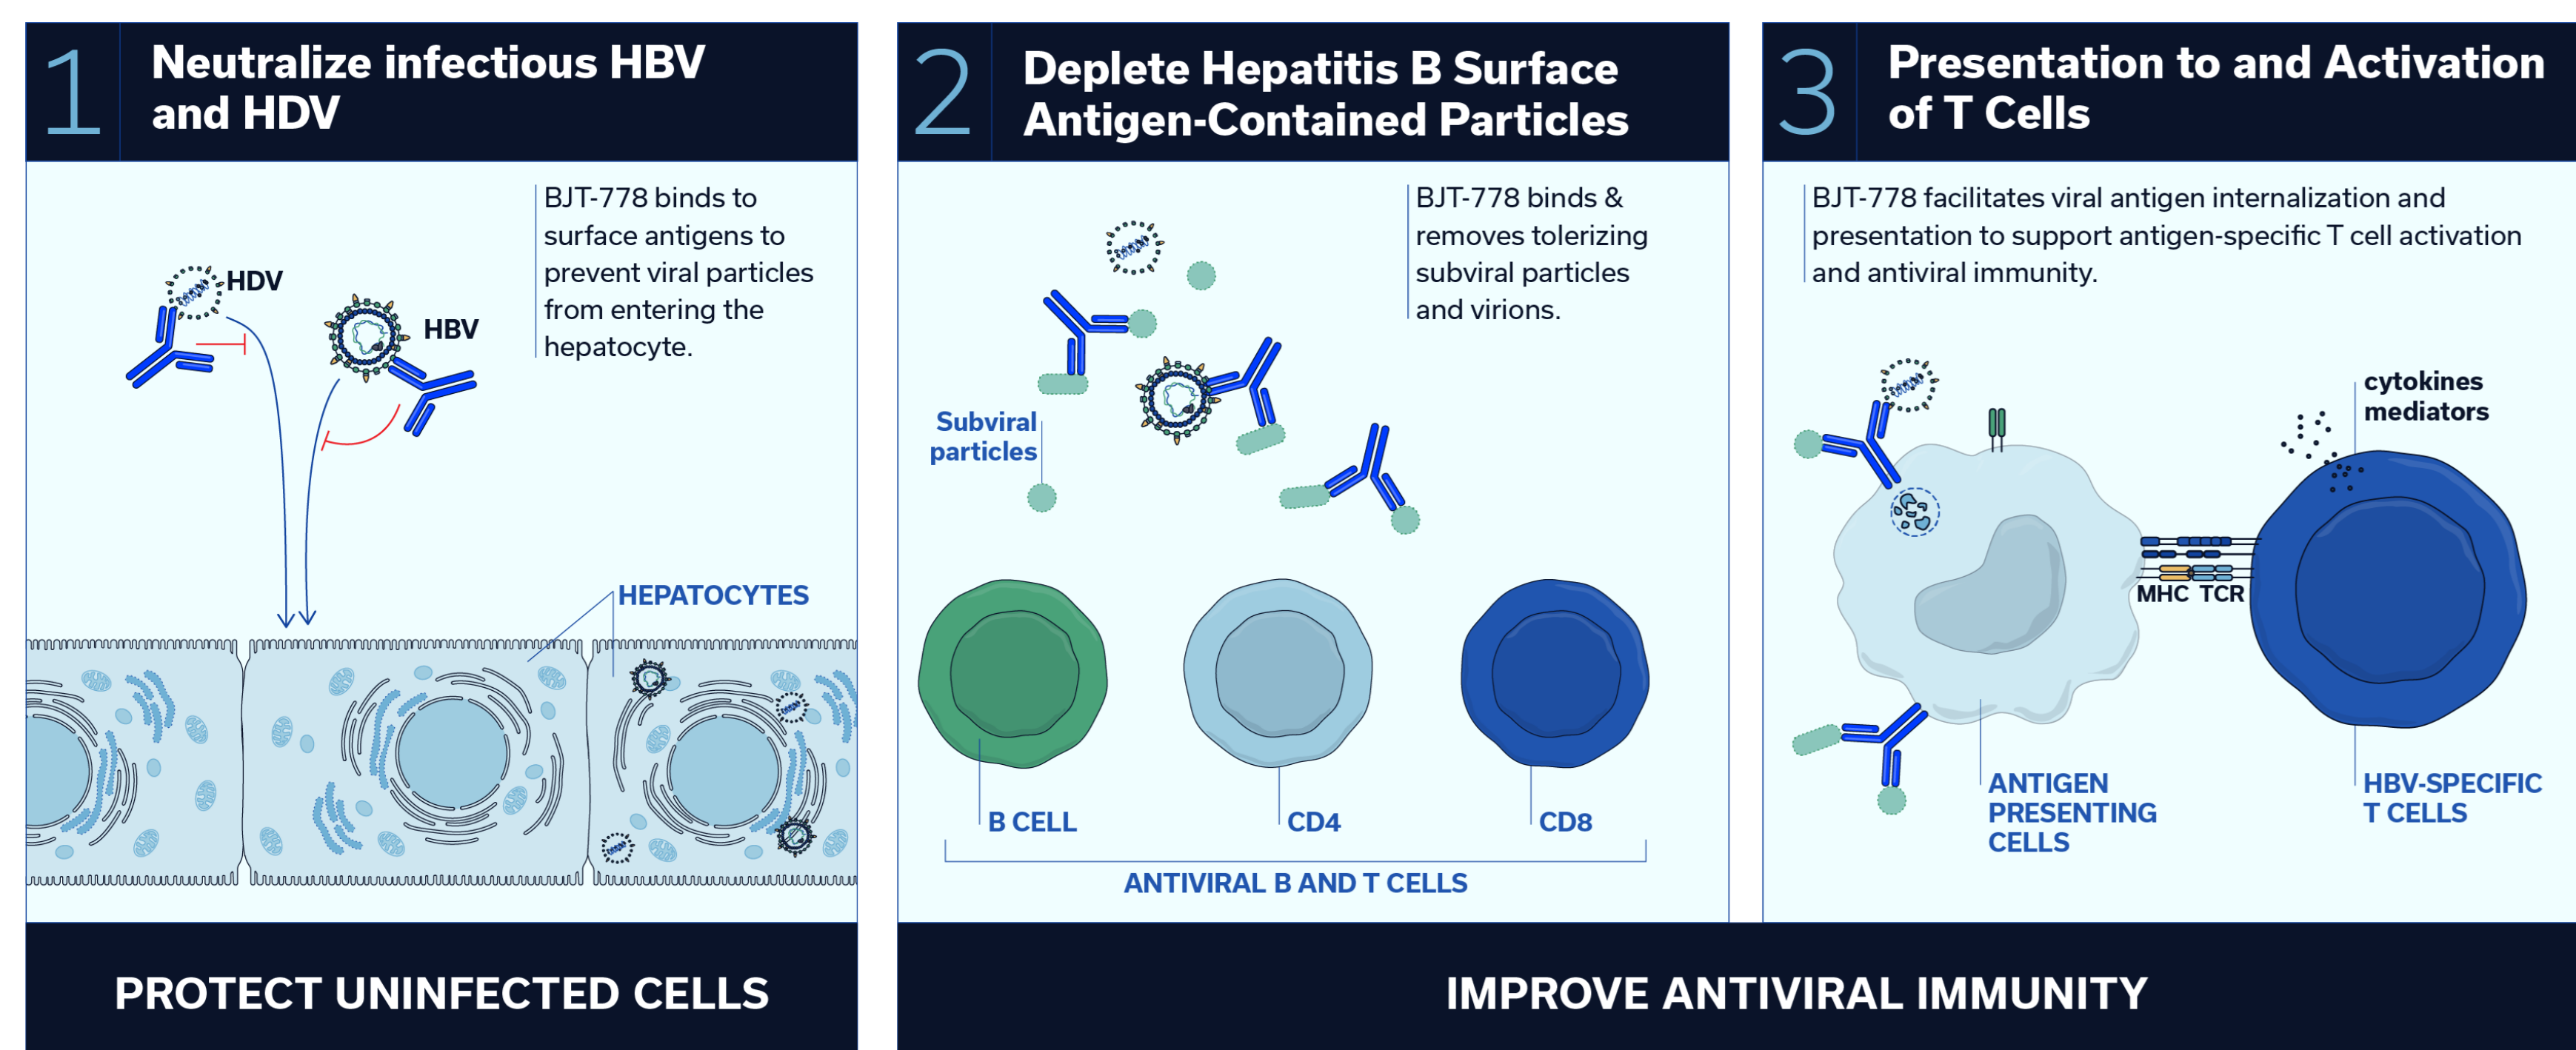 1
Neutralize infectious HBV
and HDV
BJT-778 binds to
surface antigens to
prevent viral particles
from entering the
hepatocyte.
HDV
HBV
HEPATOCYTES
PROTECT UNINFECTED CELLS
2
Deplete Hepatitis B Surface
Antigen-Contained Particles
BJT-778 binds &
removes tolerizing
subviral particles
and virions.
Subviral
particles
B CELL
CD4
CD8
ANTIVIRAL B AND T CELLS
3
Presentation to and Activation
of T Cells
BJT-778 facilitates viral antigen internalization and
presentation to support antigen-specific T cell activation
and antiviral immunity.
cytokines
mediators
MHC TCR
ANTIGEN
PRESENTING
CELLS
HBV-SPECIFIC
T CELLS
IMPROVE ANTIVIRAL IMMUNITY